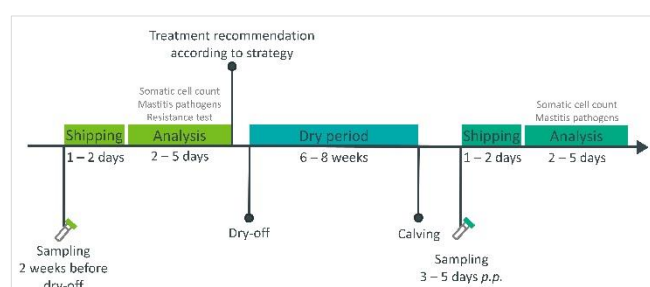 Treatment recommendation
according to strategy
Somatic cell count
Mastitis pathogens
Resistance test
Somatic cell count
Mastitis pathogens
Shipping
Analysis
Dry period
Shipping
Analysis
1 – 2 days
2 – 5 days
6 – 8 weeks
1 – 2 days
2 – 5 days
Dry-off
Calving
Sampling
2 weeks before
dry-off
Sampling
3 – 5 days p.p.